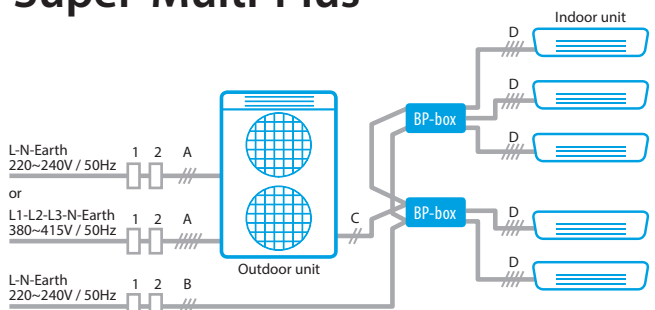 Super Multi Plus
Indoor unit
D
D
BP-box
D
L-N-Earth
220~240V / 50Hz
1 2 A
or
L1-L2-L3-N-Earth
380~415V / 50Hz
1 2 A
C
BP-box
D
Outdoor unit
D
L-N-Earth
220~240V / 50Hz
1 2 B